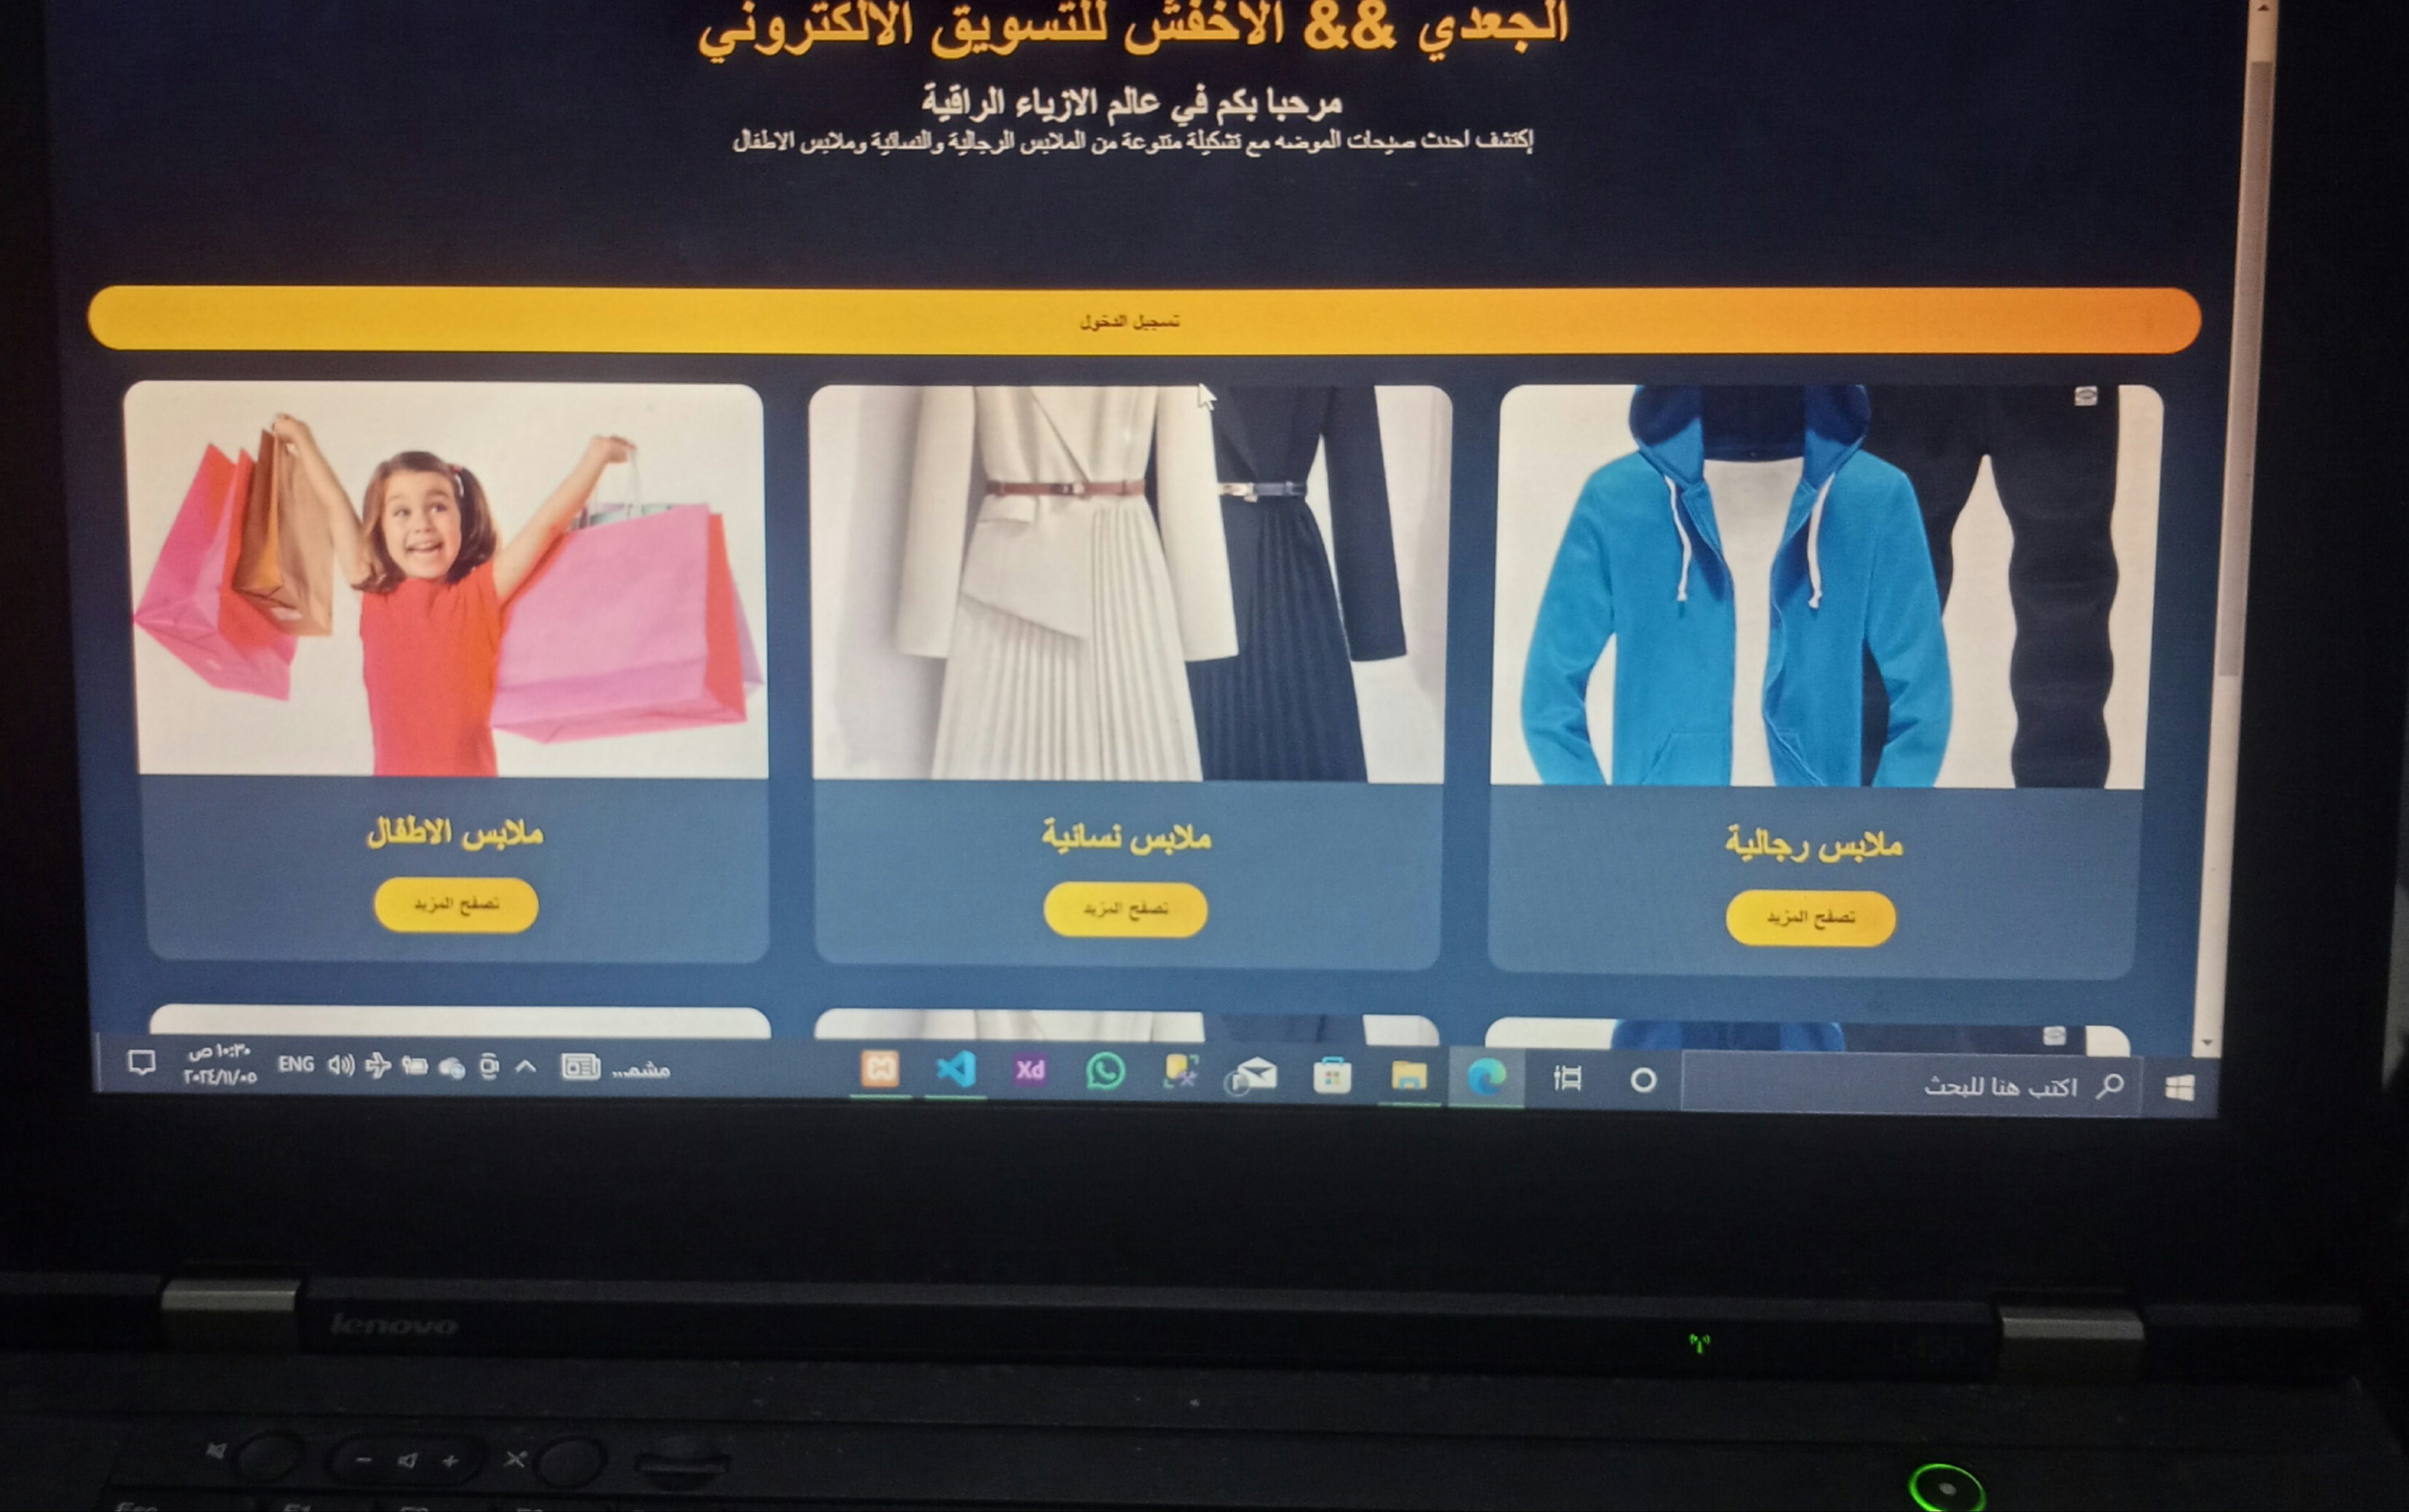 الجعدي && الاخفش للتسويق الالكتروني
مرحبا بكم في عالم الازياء الراقية
إكتشف احدث صيحات الموضه مع تشكيلة متنوعة من الملابس الرجالية والنسائية وملابس الاطفال
تسجيل الدخول
ملابس رجالية
تصفح المزيد
ملابس نسائية
تصفح المزيد
ملابس الاطفال
تصفح المزيد
اكتب هنا للبحث
Xd
مشمـ...
ENG
١٠:٣٠ ص
٢٠٢٤/١١/٠٥
lenovo